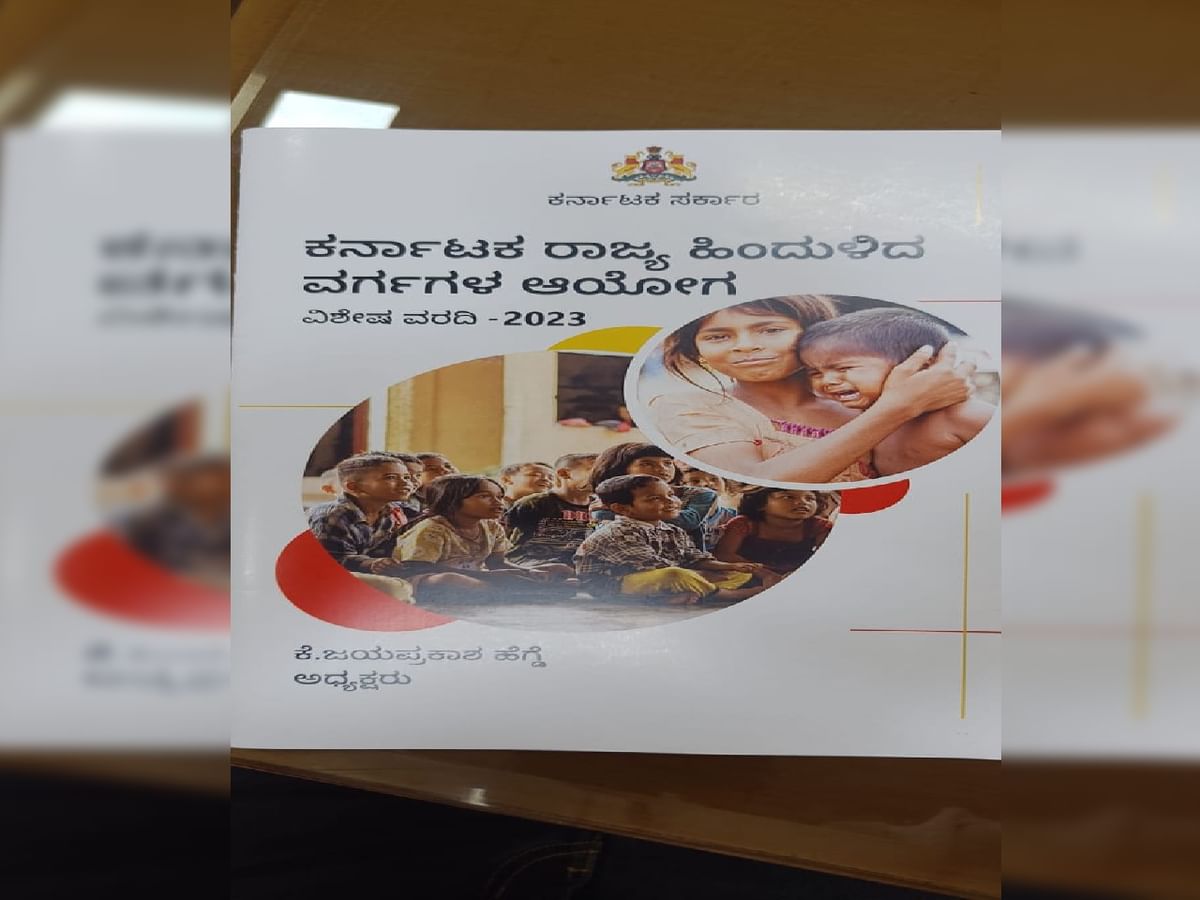 ಕರ್ನಾಟಕ ಸರ್ಕಾರ
ಕರ್ನಾಟಕ ರಾಜ್ಯ ಹಿಂದುಳಿದ
ವರ್ಗಗಳ ಆಯೋಗ
ವಿಶೇಷ ವರದಿ -2023
ಕೆ.ಜಯಪ್ರಕಾಶ ಹೆಗ್ಡೆ
ಅಧ್ಯಕ್ಷರು